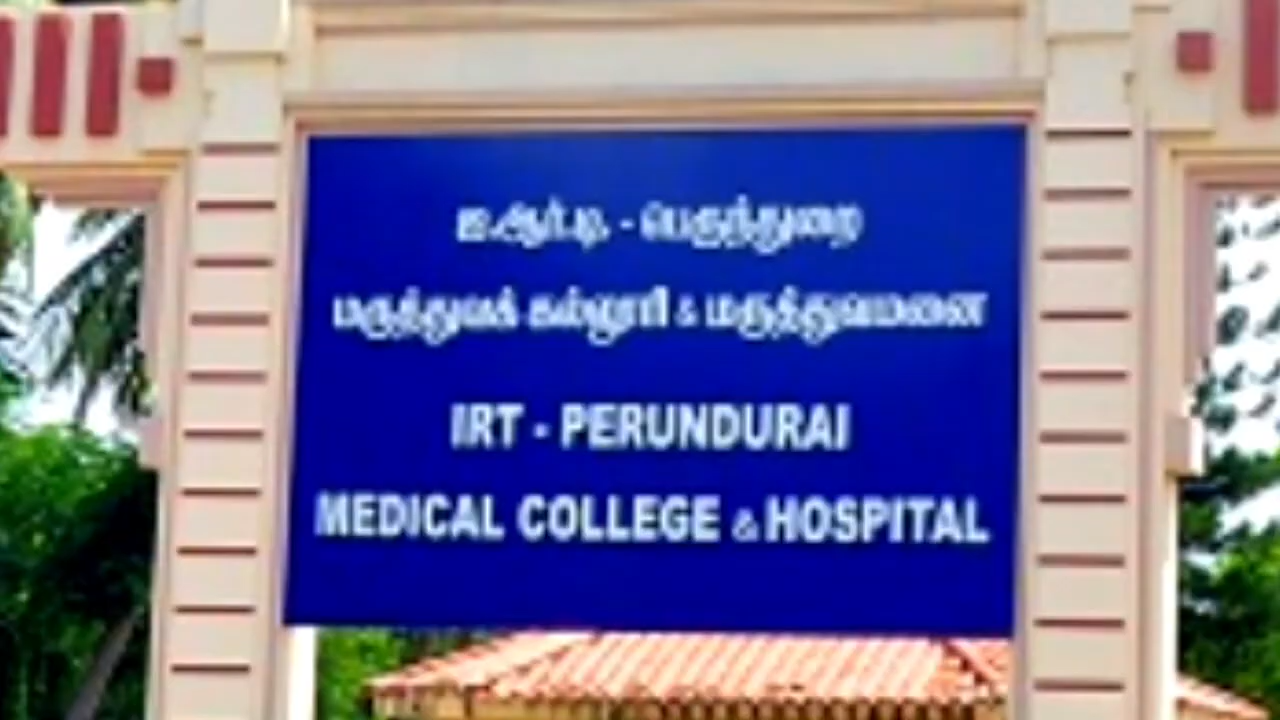 ஐ.ஆர்.டி. - பெருந்துறை
மருத்துவக் கல்லூரி & மருத்துவமனை
IRT - PERUNDURAI
MEDICAL COLLEGE & HOSPITAL